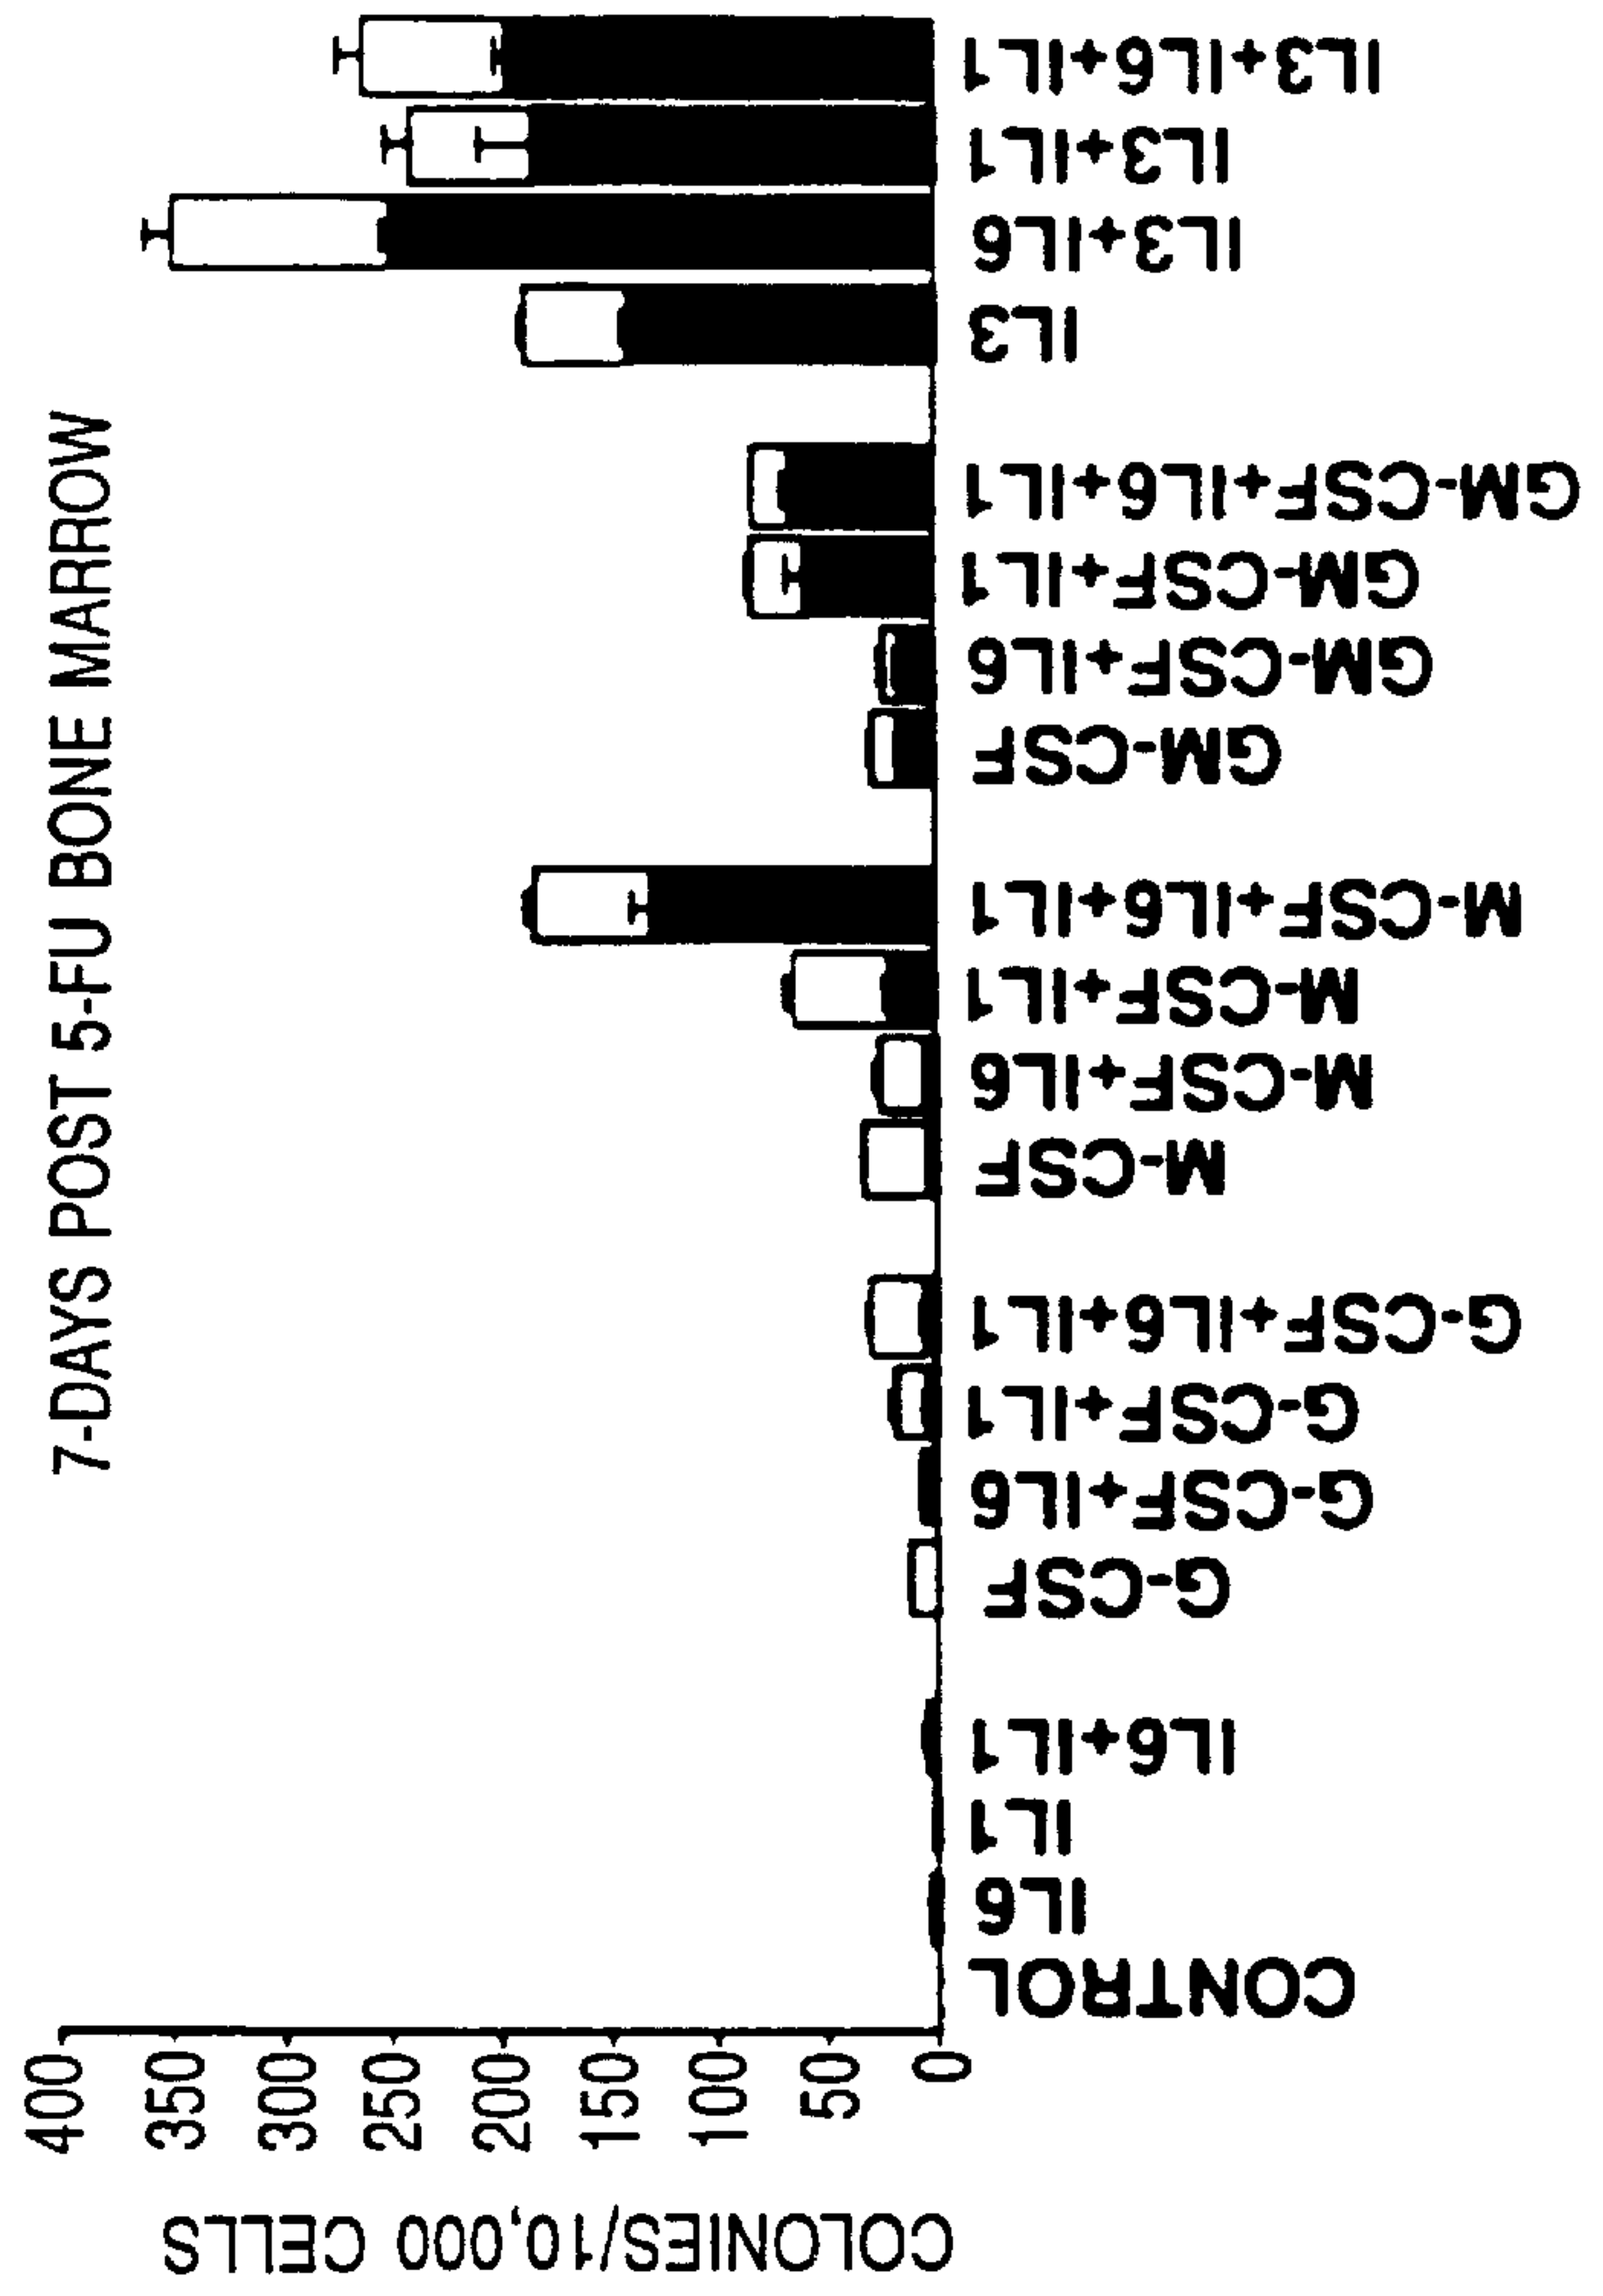 7-DAYS POST 5-FU BONE MARROW
COLONIES/10,000 CELLS
400
350
300
250
200
150
100
50
0
CONTROL
IL6
IL1
IL6+IL1
G-CSF
G-CSF+IL6
G-CSF+IL1
G-CSF+IL6+IL1
M-CSF
M-CSF+IL6
M-CSF+IL1
M-CSF+IL6+IL1
GM-CSF
GM-CSF+IL6
GM-CSF+IL1
GM-CSF+IL6+IL1
IL3
IL3+IL6
IL3+IL1
IL3+IL6+IL1